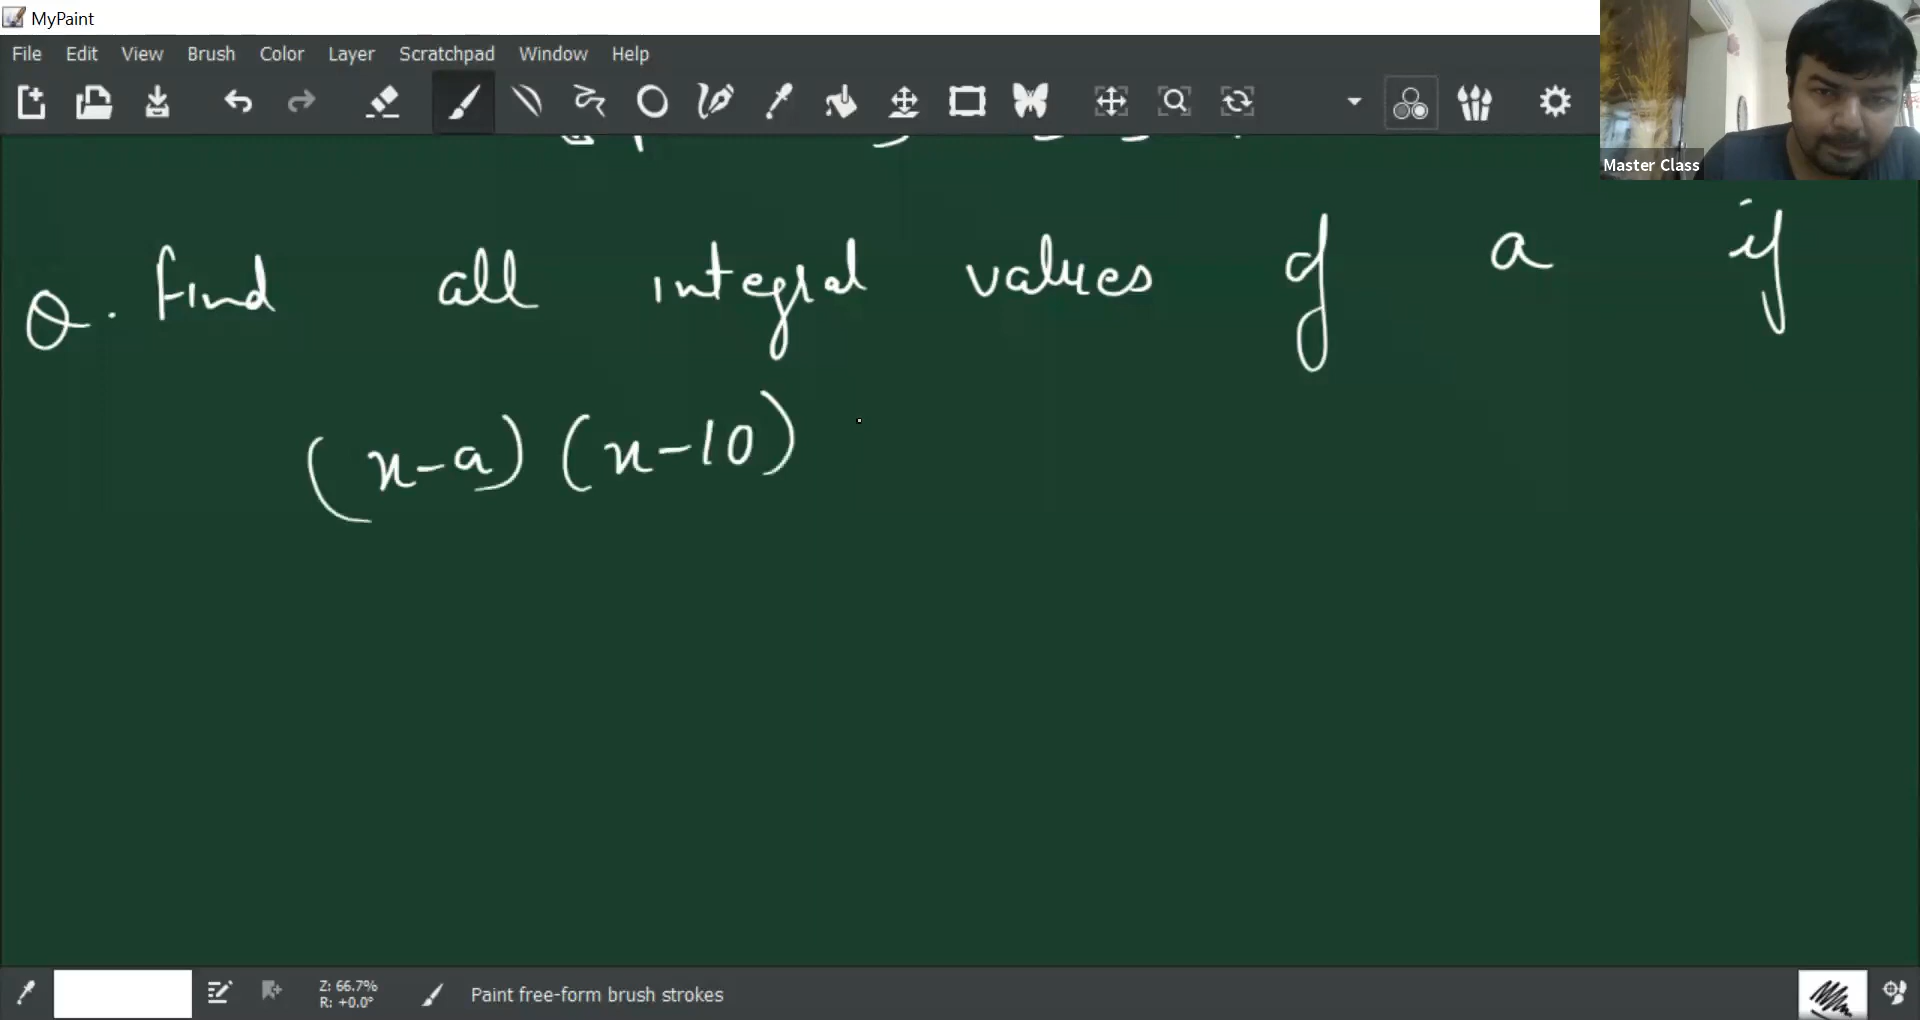 MyPaint
File Edit View Brush Color Layer Scratchpad Window Help
Master Class
Q. Find all integral values of a if
(x-a) (x-10)
Z: 66.7%
R: +0.0°
Paint free-form brush strokes